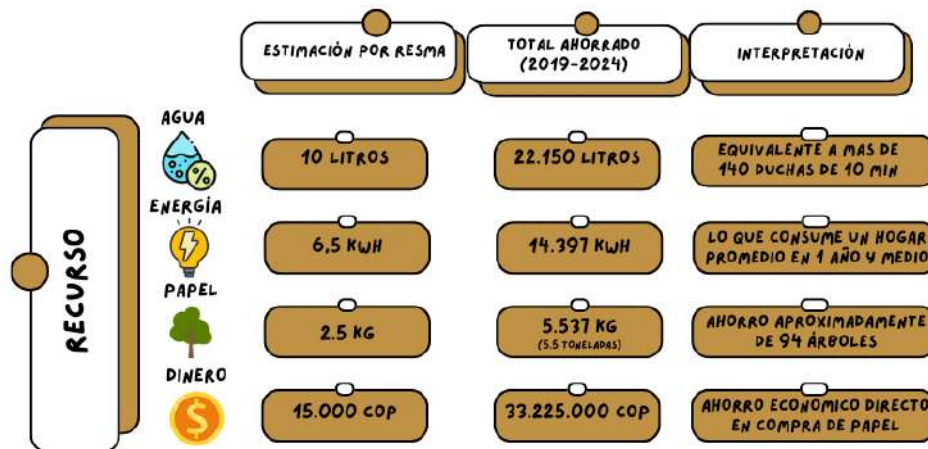 ESTIMACIÓN POR RESMA
TOTAL AHORRADO
(2019-2024)
INTERPRETACIÓN
RECURSO
AGUA
10 LITROS
22.150 LITROS
EQUIVALENTE A MAS DE
140 DUCHAS DE 10 MIN
ENERGÍA
6,5 KWH
14.397 KWH
LO QUE CONSUME UN HOGAR
PROMEDIO EN 1 AÑO Y MEDIO
PAPEL
2.5 KG
5.537 KG
(5.5 TONELADAS)
AHORRO APROXIMADAMENTE
DE 94 ÁRBOLES
DINERO
$
15.000 COP
33.225.000 COP
AHORRO ECONÓMICO DIRECTO
EN COMPRA DE PAPEL
%